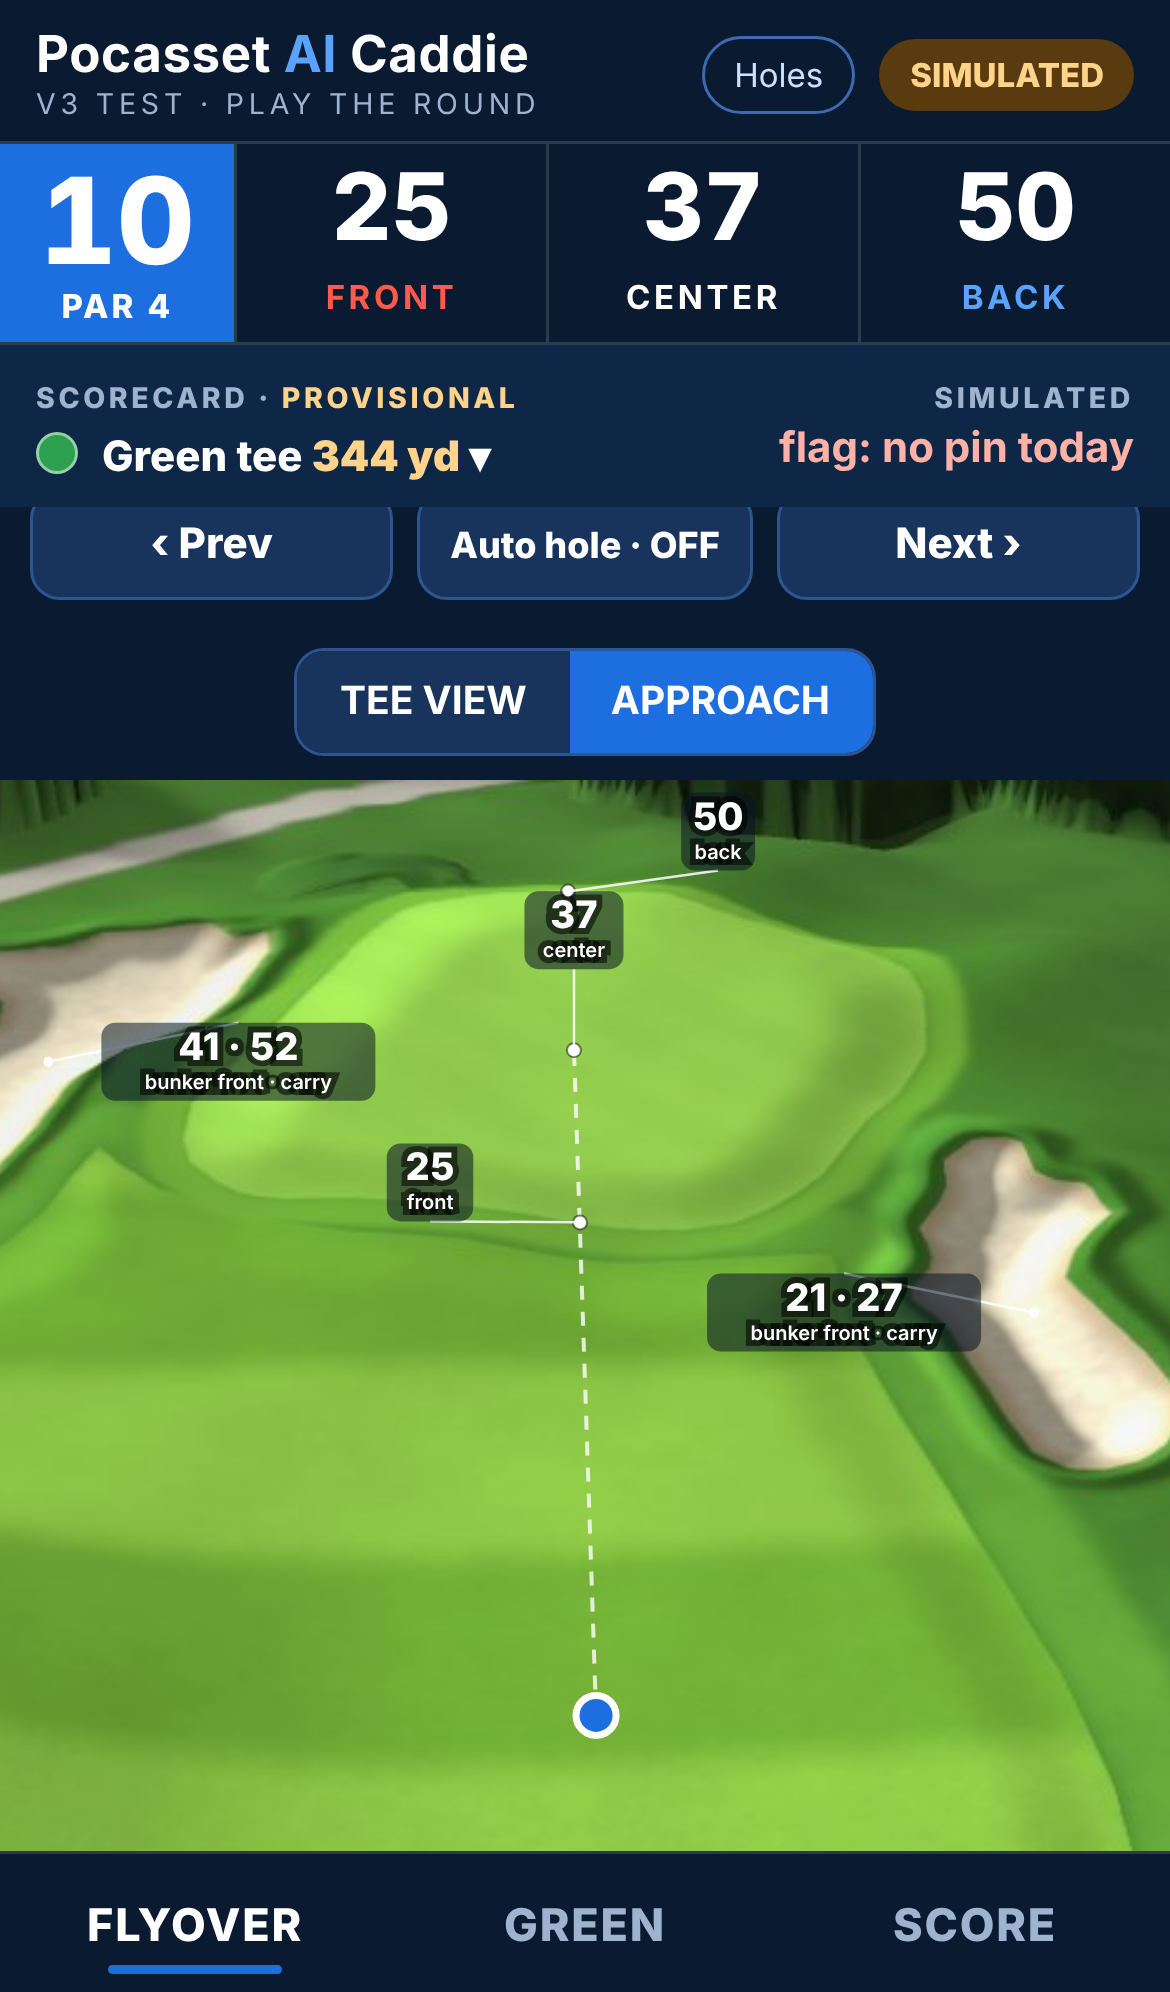 Pocasset AI Caddie
V3 TEST · PLAY THE ROUND
Holes
SIMULATED
10
PAR 4
25
FRONT
37
CENTER
50
BACK
SCORECARD · PROVISIONAL
Green tee 344 yd ▾
SIMULATED
flag: no pin today
‹ Prev
Auto hole · OFF
Next ›
TEE VIEW
APPROACH
50
back
37
center
41 · 52
bunker front · carry
25
front
21 · 27
bunker front · carry
FLYOVER
GREEN
SCORE